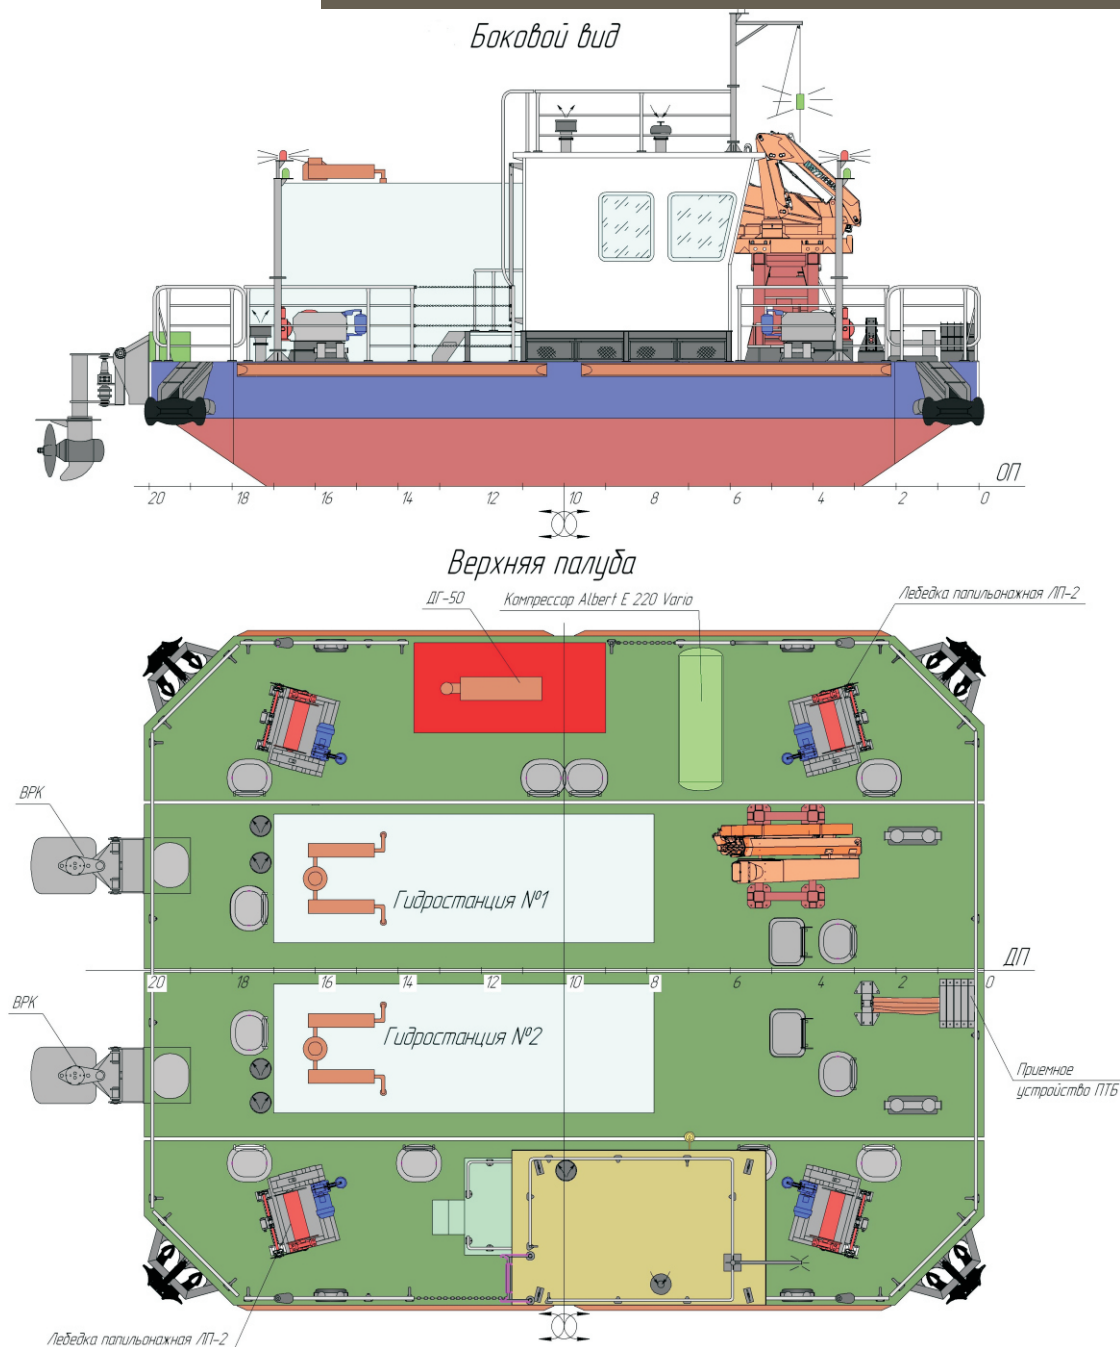 Боковой вид
20 18 16 14 12 10 8 6 4 2 0
ОП
Верхняя палуба
ДГ-50
Компрессор Albert E 220 Vario
Лебедка папильонажная ЛП-2
ВРК
Гидростанция №1
ДП
20 18 16 14 12 10 8 6 4 2 0
ВРК
Гидростанция №2
Приемное
устройство ПТБ
Лебедка папильонажная ЛП-2